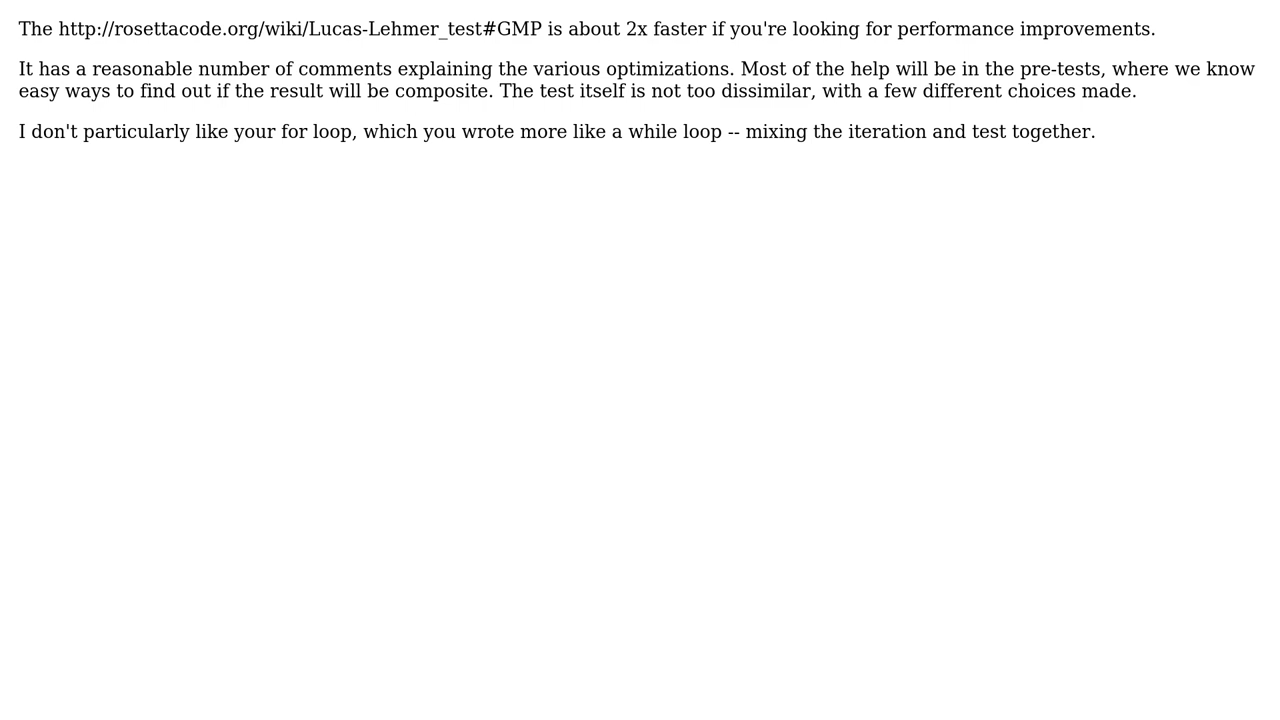 The http://rosettacode.org/wiki/Lucas-Lehmer_test#GMP is about 2x faster if you're looking for performance improvements.
It has a reasonable number of comments explaining the various optimizations. Most of the help will be in the pre-tests, where we know
easy ways to find out if the result will be composite. The test itself is not too dissimilar, with a few different choices made.
I don't particularly like your for loop, which you wrote more like a while loop -- mixing the iteration and test together.